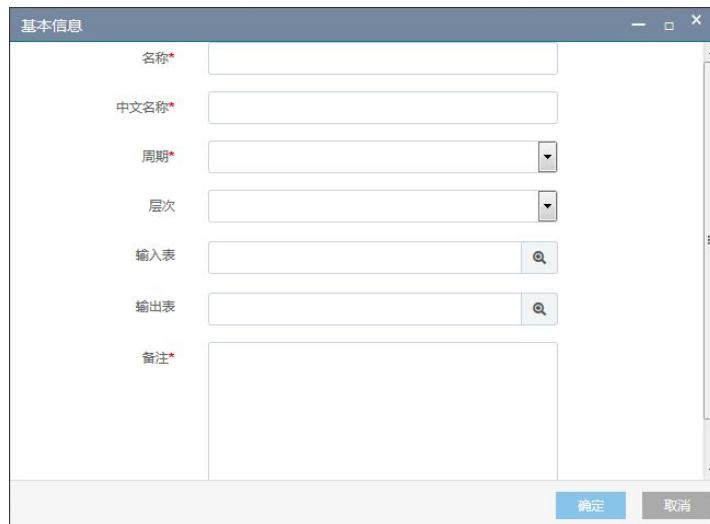 基本信息
名称*
中文名称*
周期*
层次
输入表
输出表
备注*
确定 取消